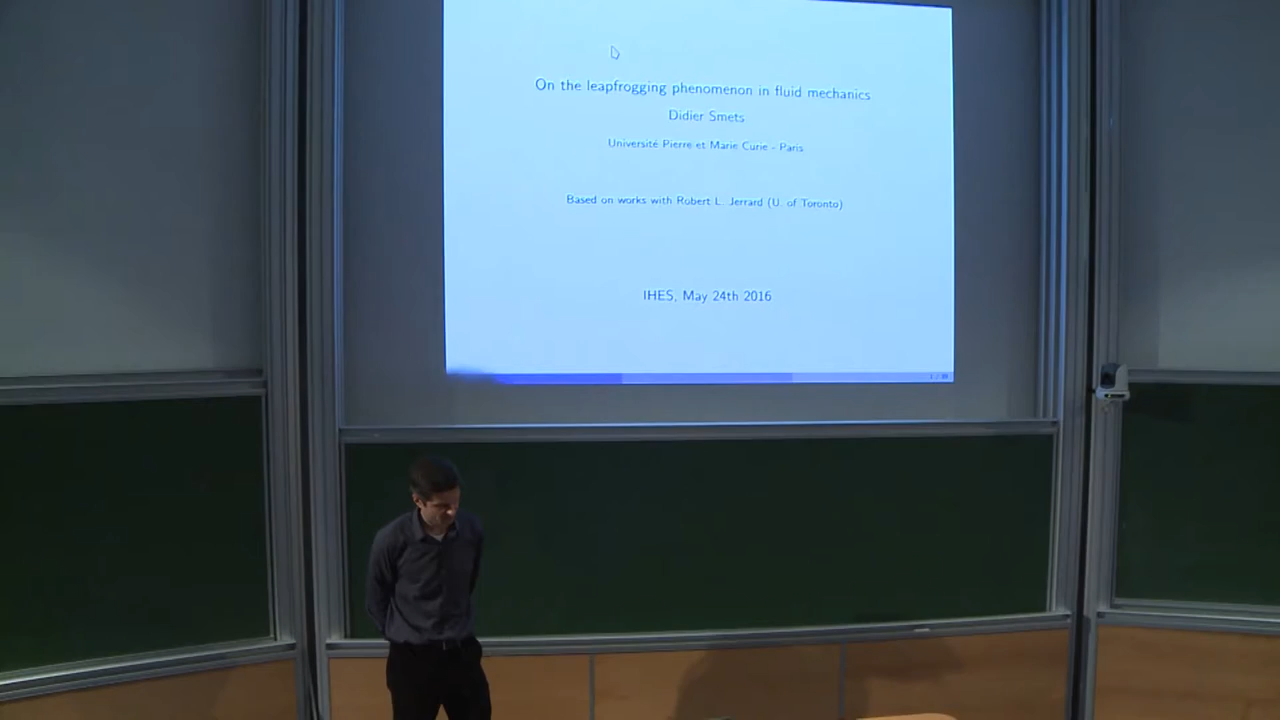 On the leapfrogging phenomenon in fluid mechanics
Didier Smets
Université Pierre et Marie Curie - Paris
Based on works with Robert L. Jerrard (U. of Toronto)
IHES, May 24th 2016